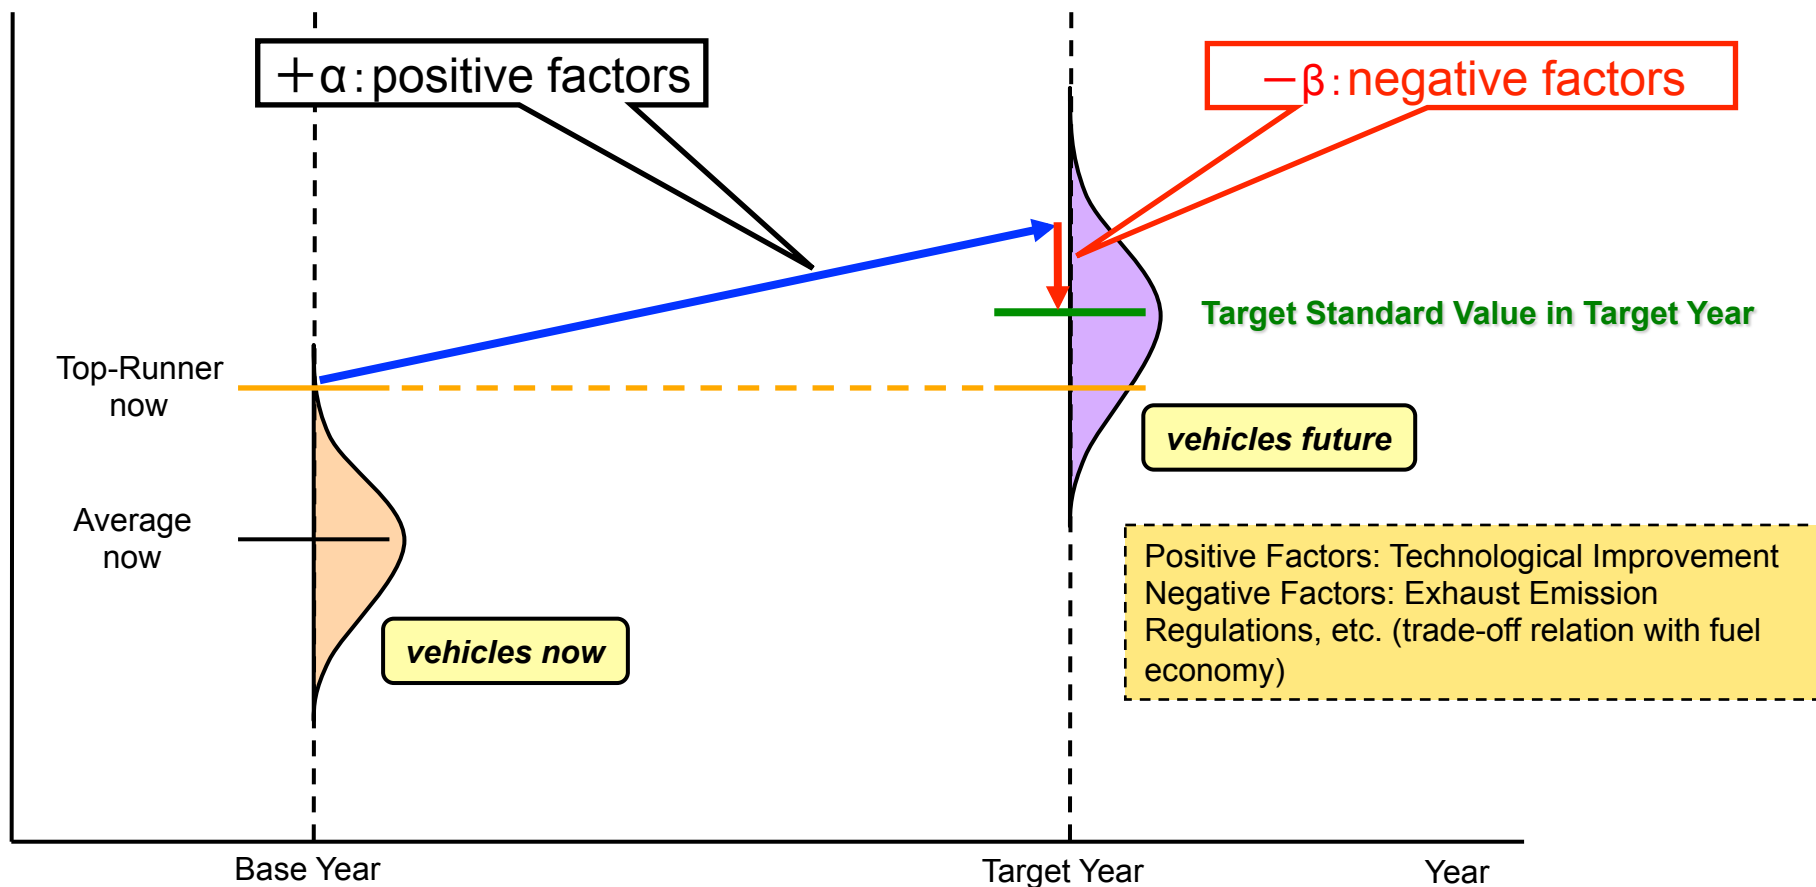 ＋α：positive factors
－β：negative factors
Target Standard Value in Target Year
Top-Runner
now
vehicles future
Average
now
Positive Factors: Technological Improvement
Negative Factors: Exhaust Emission
Regulations, etc. (trade-off relation with fuel
economy)
vehicles now
Base Year
Target Year
Year